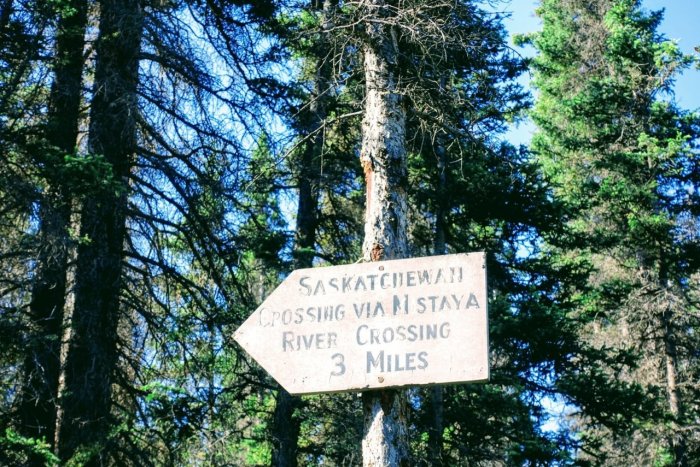 SASKATCHEWAN
CROSSING VIA MISTAYA
RIVER CROSSING
3 MILES